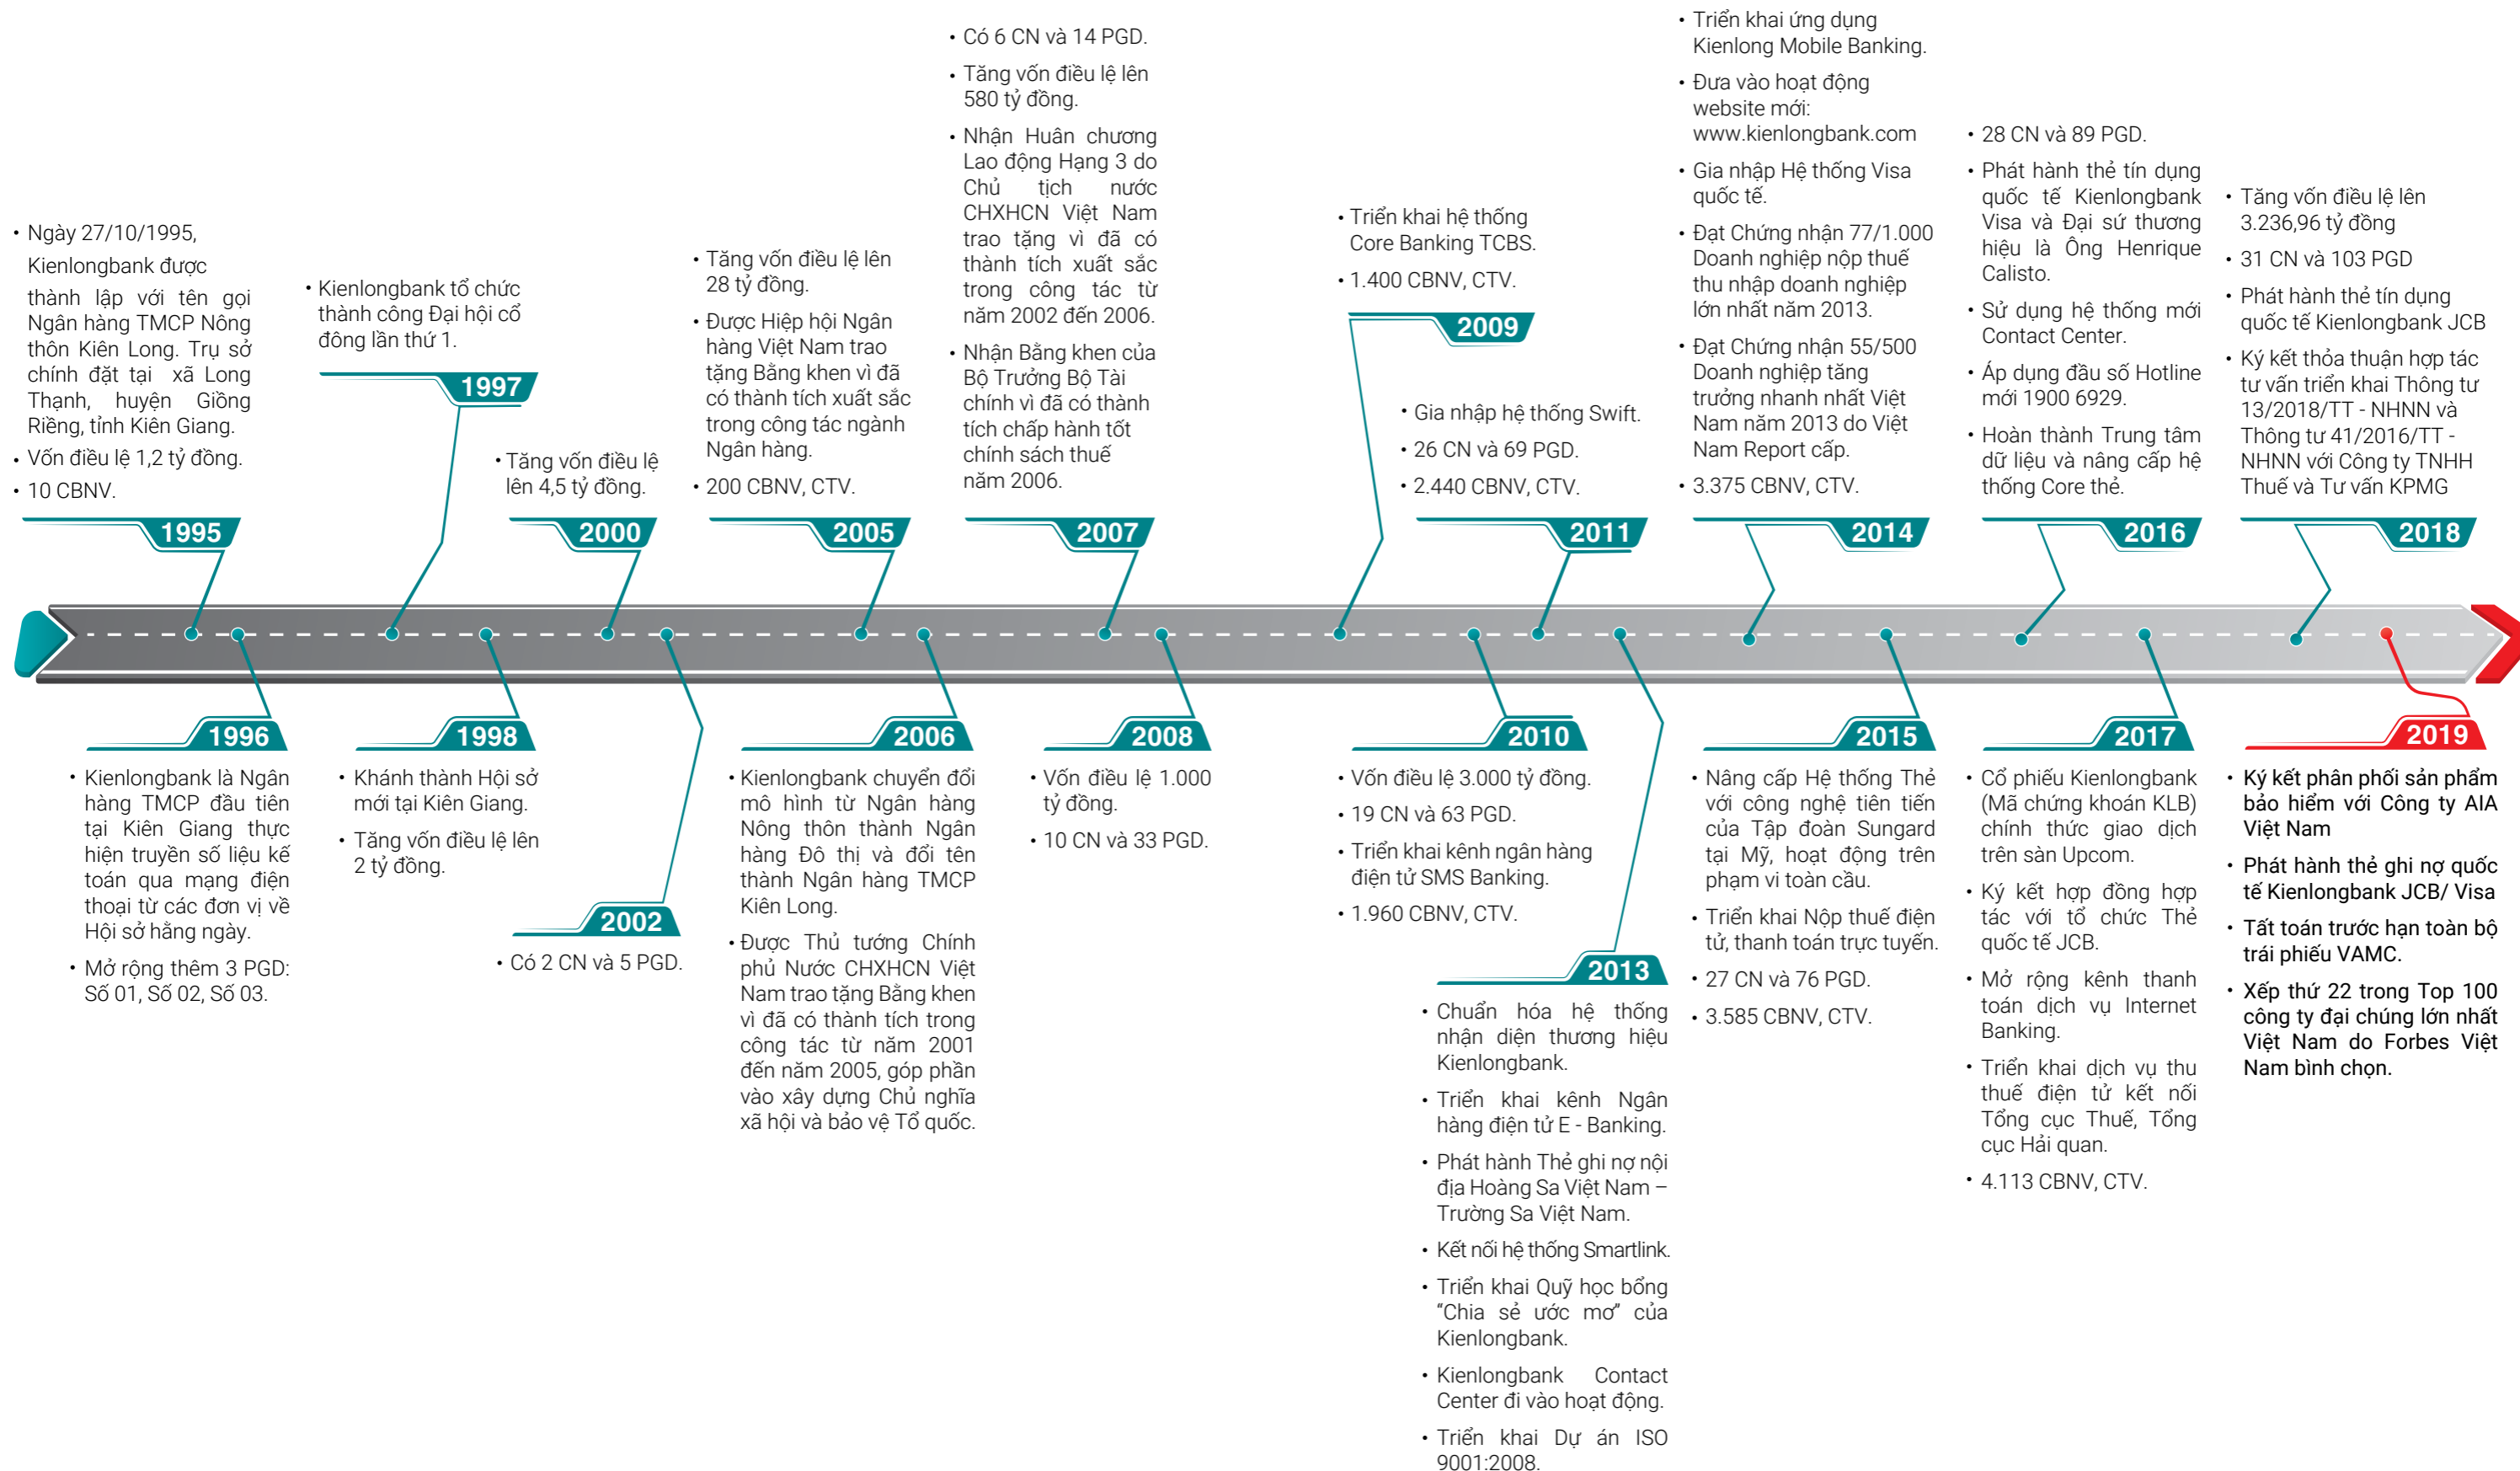 • Ngày 27/10/1995,
Kienlongbank được
thành lập với tên gọi
Ngân hàng TMCP Nông
thôn Kiên Long. Trụ sở
chính đặt tại xã Long
Thạnh, huyện Giồng
Riềng, tỉnh Kiên Giang.
• Vốn điều lệ 1,2 tỷ đồng.
• 10 CBNV.
1995
• Kienlongbank là Ngân
hàng TMCP đầu tiên
tại Kiên Giang thực
hiện truyền số liệu kế
toán qua mạng điện
thoại từ các đơn vị về
Hội sở hằng ngày.
• Mở rộng thêm 3 PGD:
Số 01, Số 02, Số 03.
1996
• Kienlongbank tổ chức
thành công Đại hội cổ
đông lần thứ 1.
1997
1998
• Khánh thành Hội sở
mới tại Kiên Giang.
• Tăng vốn điều lệ lên
2 tỷ đồng.
• Tăng vốn điều lệ
lên 4,5 tỷ đồng.
2000
2002
• Có 2 CN và 5 PGD.
• Tăng vốn điều lệ lên
28 tỷ đồng.
• Được Hiệp hội Ngân
hàng Việt Nam trao
tặng Bằng khen vì đã
có thành tích xuất sắc
trong công tác ngành
Ngân hàng.
• 200 CBNV, CTV.
2005
2006
• Kienlongbank chuyển đổi
mô hình từ Ngân hàng
Nông thôn thành Ngân
hàng Đô thị và đổi tên
thành Ngân hàng TMCP
Kiên Long.
• Được Thủ tướng Chính
phủ Nước CHXHCN Việt
Nam trao tặng Bằng khen
vì đã có thành tích trong
công tác từ năm 2001
đến năm 2005, góp phần
vào xây dựng Chủ nghĩa
xã hội và bảo vệ Tổ quốc.
• Có 6 CN và 14 PGD.
• Tăng vốn điều lệ lên
580 tỷ đồng.
• Nhận Huân chương
Lao động Hạng 3 do
Chủ tịch nước
CHXHCN Việt Nam
trao tặng vì đã có
thành tích xuất sắc
trong công tác từ
năm 2002 đến 2006.
• Nhận Bằng khen của
Bộ Trưởng Bộ Tài
chính vì đã có thành
tích chấp hành tốt
chính sách thuế
năm 2006.
2007
2008
• Vốn điều lệ 1.000
tỷ đồng.
• 10 CN và 33 PGD.
• Triển khai hệ thống
Core Banking TCBS.
• 1.400 CBNV, CTV.
2009
2010
• Vốn điều lệ 3.000 tỷ đồng.
• 19 CN và 63 PGD.
• Triển khai kênh ngân hàng
điện tử SMS Banking.
• 1.960 CBNV, CTV.
• Gia nhập hệ thống Swift.
• 26 CN và 69 PGD.
• 2.440 CBNV, CTV.
2011
2013
• Chuẩn hóa hệ thống
nhận diện thương hiệu
Kienlongbank.
• Triển khai kênh Ngân
hàng điện tử E - Banking.
• Phát hành Thẻ ghi nợ nội
địa Hoàng Sa Việt Nam –
Trường Sa Việt Nam.
• Kết nối hệ thống Smartlink.
• Triển khai Quỹ học bổng
“Chia sẻ ước mơ” của
Kienlongbank.
• Kienlongbank Contact
Center đi vào hoạt động.
• Triển khai Dự án ISO
9001:2008.
• Triển khai ứng dụng
Kienlong Mobile Banking.
• Đưa vào hoạt động
website mới:
www.kienlongbank.com
• Gia nhập Hệ thống Visa
quốc tế.
• Đạt Chứng nhận 77/1.000
Doanh nghiệp nộp thuế
thu nhập doanh nghiệp
lớn nhất năm 2013.
• Đạt Chứng nhận 55/500
Doanh nghiệp tăng
trưởng nhanh nhất Việt
Nam năm 2013 do Việt
Nam Report cấp.
• 3.375 CBNV, CTV.
2014
2015
• Nâng cấp Hệ thống Thẻ
với công nghệ tiên tiến
của Tập đoàn Sungard
tại Mỹ, hoạt động trên
phạm vi toàn cầu.
• Triển khai Nộp thuế điện
tử, thanh toán trực tuyến.
• 27 CN và 76 PGD.
• 3.585 CBNV, CTV.
• 28 CN và 89 PGD.
• Phát hành thẻ tín dụng
quốc tế Kienlongbank
Visa và Đại sứ thương
hiệu là Ông Henrique
Calisto.
• Sử dụng hệ thống mới
Contact Center.
• Áp dụng đầu số Hotline
mới 1900 6929.
• Hoàn thành Trung tâm
dữ liệu và nâng cấp hệ
thống Core thẻ.
2016
2017
• Cổ phiếu Kienlongbank
(Mã chứng khoán KLB)
chính thức giao dịch
trên sàn Upcom.
• Ký kết hợp đồng hợp
tác với tổ chức Thẻ
quốc tế JCB.
• Mở rộng kênh thanh
toán dịch vụ Internet
Banking.
• Triển khai dịch vụ thu
thuế điện tử kết nối
Tổng cục Thuế, Tổng
cục Hải quan.
• 4.113 CBNV, CTV.
• Tăng vốn điều lệ lên
3.236,96 tỷ đồng
• 31 CN và 103 PGD
• Phát hành thẻ tín dụng
quốc tế Kienlongbank JCB
• Ký kết thỏa thuận hợp tác
tư vấn triển khai Thông tư
13/2018/TT - NHNN và
Thông tư 41/2016/TT -
NHNN với Công ty TNHH
Thuế và Tư vấn KPMG
2018
2019
• Ký kết phân phối sản phẩm
bảo hiểm với Công ty AIA
Việt Nam
• Phát hành thẻ ghi nợ quốc
tế Kienlongbank JCB/ Visa
• Tất toán trước hạn toàn bộ
trái phiếu VAMC.
• Xếp thứ 22 trong Top 100
công ty đại chúng lớn nhất
Việt Nam do Forbes Việt
Nam bình chọn.